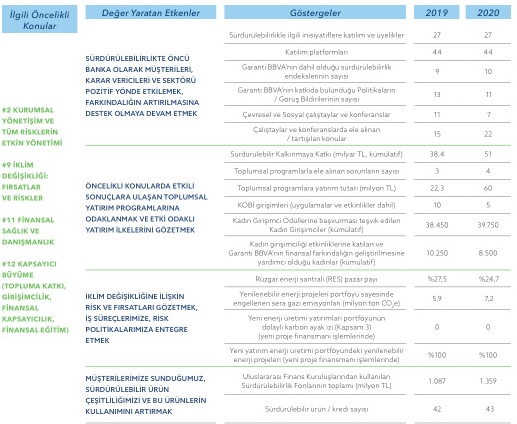 İlgili Öncelikli
Konular
Değer Yaratan Etkenler
Göstergeler
2019
2020
#2 KURUMSAL
YÖNETİŞİM VE
TÜM RİSKLERİN
ETKİN YÖNETİMİ
#9 İKLİM
DEĞİŞİKLİĞİ:
FIRSATLAR
VE RİSKLER
#11 FİNANSAL
SAĞLIK VE
DANIŞMANLIK
#12 KAPSAYICI
BÜYÜME
(TOPLUMA KATKI,
GİRİŞİMCİLİK,
FİNANSAL
KAPSAYICILIK,
FİNANSAL EĞİTİM)
SÜRDÜRÜLEBİLİRLİKTE ÖNCÜ
BANKA OLARAK MÜŞTERİLERİ,
KARAR VERİCİLERİ VE SEKTÖRÜ
POZİTİF YÖNDE ETKİLEMEK,
FARKINDALIĞIN ARTIRILMASINA
DESTEK OLMAYA DEVAM ETMEK
Sürdürülebilirlikle ilgili inisiyatiflere katılım ve üyelikler 27 27
Katılım platformları 44 44
Garanti BBVA'nın dahil olduğu sürdürülebilirlik
endekslerinin sayısı 9 10
Garanti BBVA'nın katkıda bulunduğu Politikaların
/ Görüş Bildirilerinin sayısı 13 11
Çevresel ve Sosyal çalıştaylar ve konferanslar 11 7
Çalıştaylar ve konferanslarda ele alınan
/ tartışılan konular 15 22
ÖNCELİKLİ KONULARDA ETKİLİ
SONUÇLARA ULAŞAN TOPLUMSAL
YATIRIM PROGRAMLARINA
ODAKLANMAK VE ETKİ ODAKLI
YATIRIM İLKELERİNİ GÖZETMEK
Sürdürülebilir Kalkınmaya Katkı (milyar TL, kümülatif) 38,4 51
Toplumsal programlarla ele alınan sorunların sayısı 3 4
Toplumsal programlara yatırım tutarı (milyon TL) 22,3 60
KOBİ girişimleri (uygulamalar ve etkinlikler dahil) 10 5
Kadın Girişimci Ödüllerine başvurması teşvik edilen
Kadın Girişimciler (kümülatif) 38.450 39.750
Kadın girişimciliği etkinliklerine katılan ve
Garanti BBVA'nın finansal farkındalığın geliştirilmesine
yardımcı olduğu kadınlar (kümülatif) 10.250 8.500
İKLİM DEĞİŞİKLİĞİNE İLİŞKİN
RİSK VE FIRSATLARI GÖZETMEK,
İŞ SÜREÇLERİMİZE, RİSK
POLİTİKALARIMIZA ENTEGRE
ETMEK
Rüzgar enerji santrali (RES) pazar payı %27,5 %24,7
Yenilenebilir enerji projeleri portföyü sayesinde
engellenen sera gazı emisyonları (milyon ton CO₂e) 5,9 7,2
Yeni enerji üretimi yatırımları portföyünün
dolaylı karbon ayak izi (Kapsam 3)
(yeni proje finansmanı işlemlerinde) 0 0
Yeni yatırım enerji üretimi portföyündeki yenilenebilir
enerji projeleri (yeni proje finansmanı işlemlerinde) %100 %100
MÜŞTERİLERİMİZE SUNDUĞUMUZ,
SÜRDÜRÜLEBİLİR ÜRÜN
ÇEŞİTLİLİĞİMİZİ VE BU ÜRÜNLERİN
KULLANIMINI ARTIRMAK
Uluslararası Finans Kuruluşlarından kullanılan
Sürdürülebilirlik Fonlarının toplamı (milyon TL) 1.087 1.359
Sürdürülebilir ürün / kredi sayısı 42 43